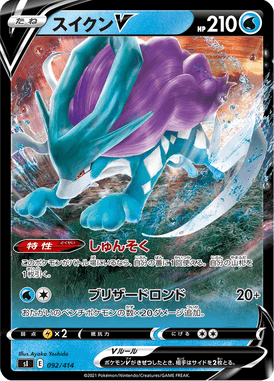 たね スイクンV HP 210
特性 しゅんそく
このポケモンがバトル場にいるなら、自分の番に1回使える。自分の山札を
1枚引く。
ブリザードロンド 20+
おたがいのベンチポケモンの数×20ダメージ追加。
弱点 ×2 抵抗力 にげる
Illus. Ayaka Yoshida
Vルール
ポケモンVがきぜつしたとき、相手はサイドを2枚とる。
sI E 092/414
©2021 Pokémon/Nintendo/Creatures/GAME FREAK.